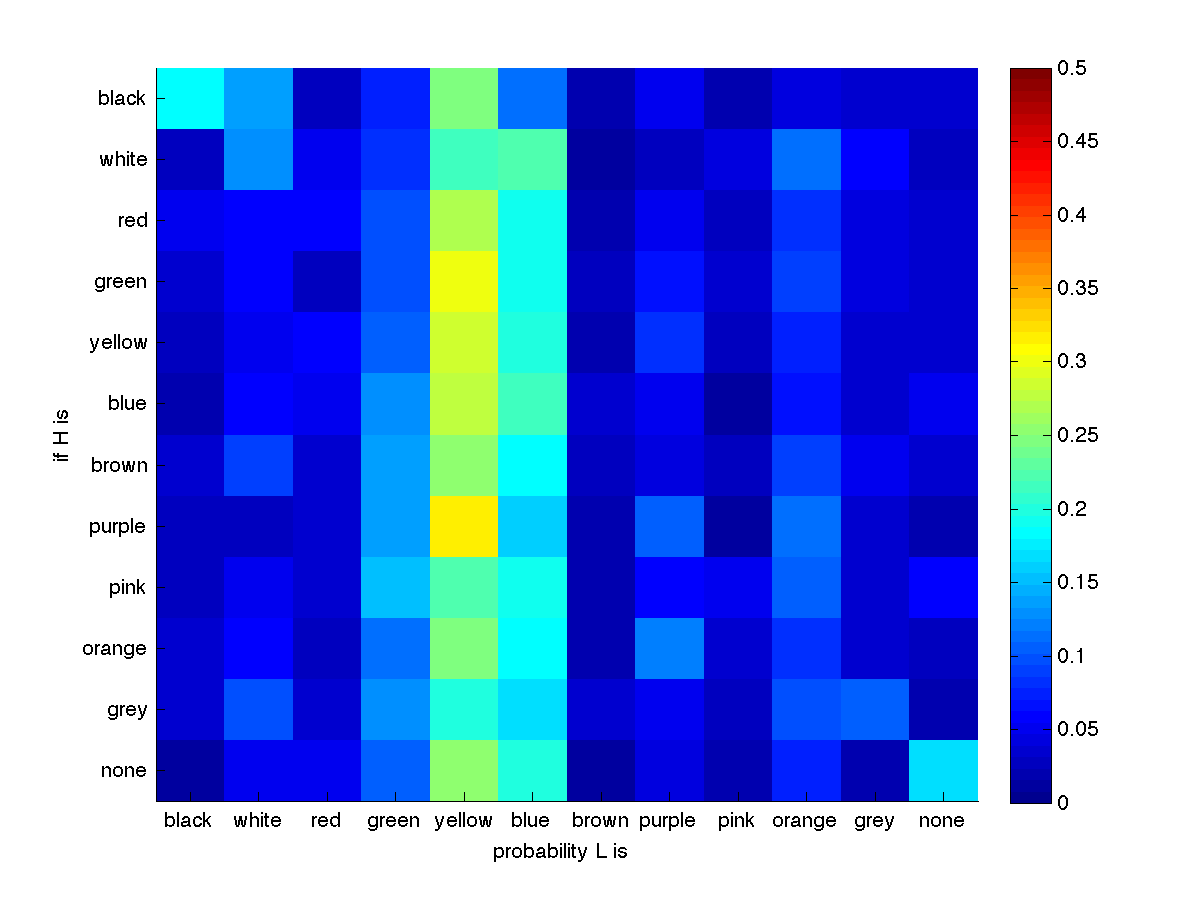 black
white
red
green
yellow
blue
brown
purple
pink
orange
grey
none
if H is
black white red green yellow blue brown purple pink orange grey none
probability L is
0.5
0.45
0.4
0.35
0.3
0.25
0.2
0.15
0.1
0.05
0